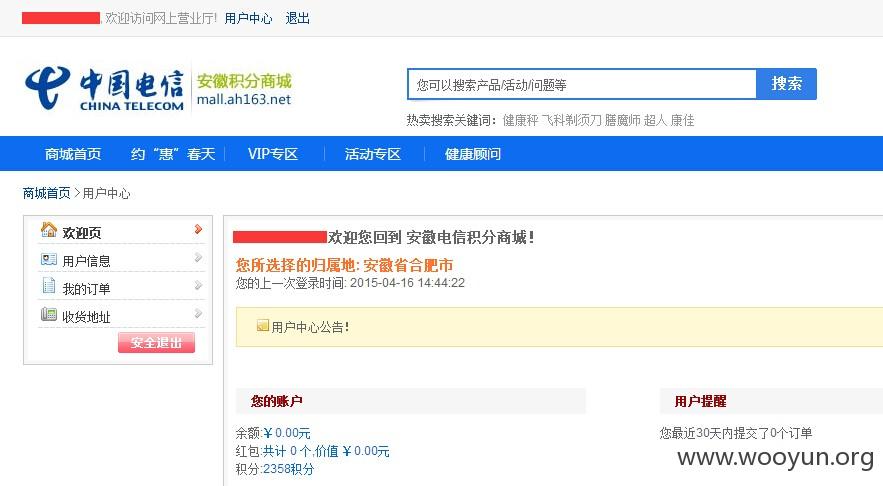 , 欢迎访问网上营业厅! 用户中心 退出
中国电信 CHINA TELECOM
安徽积分商城
mall.ah163.net
您可以搜索产品/活动/问题等 搜索
热卖搜索关键词: 健康秤 飞科剃须刀 膳魔师 超人 康佳
商城首页 约“惠”春天 VIP专区 活动专区 健康顾问
商城首页 > 用户中心
欢迎页
用户信息
我的订单
收货地址
安全退出
欢迎您回到 安徽电信积分商城!
您所选择的归属地: 安徽省合肥市
您的上一次登录时间: 2015-04-16 14:44:22
用户中心公告!
您的账户
余额:¥ 0.00元
红包:共计 0 个,价值 ¥ 0.00元
积分:2358积分
用户提醒
您最近30天内提交了0个订单
www.wooyun.org